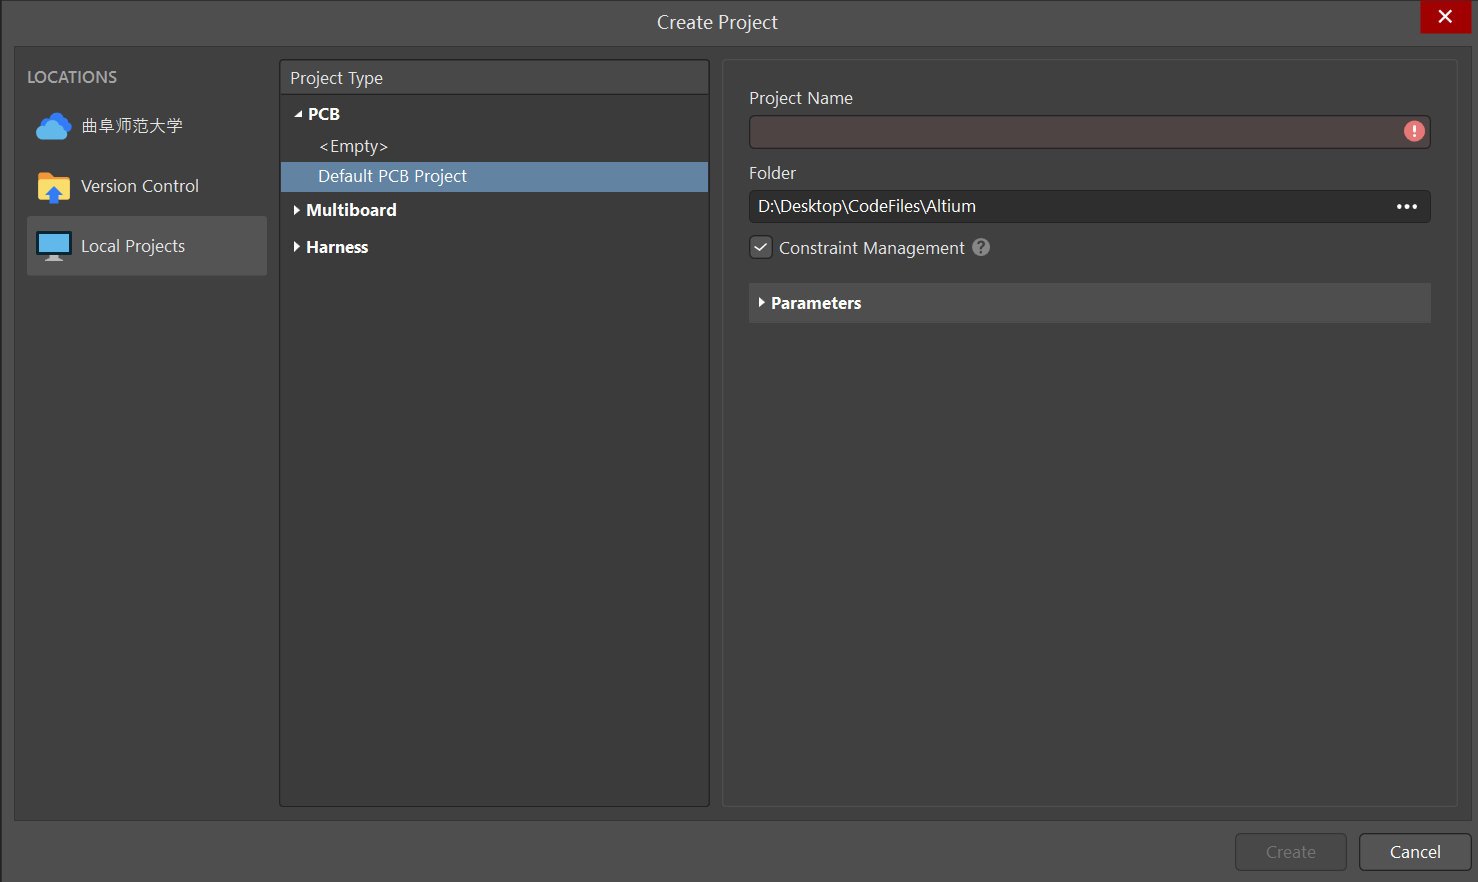 Create Project
LOCATIONS
曲阜师范大学
Version Control
Local Projects
Project Type
PCB
<Empty>
Default PCB Project
Multiboard
Harness
Project Name
Folder
D:\Desktop\CodeFiles\Altium
Constraint Management
Parameters
Create
Cancel